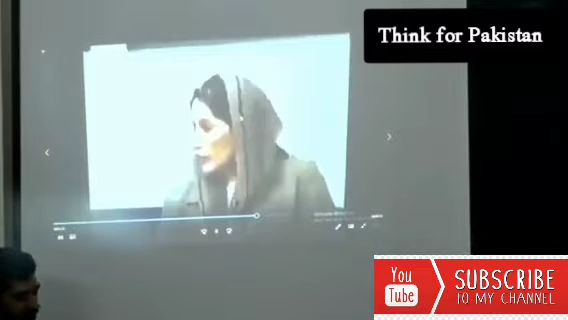 Think for Pakistan
You
Tube
SUBSCRIBE
TO MY CHANNEL